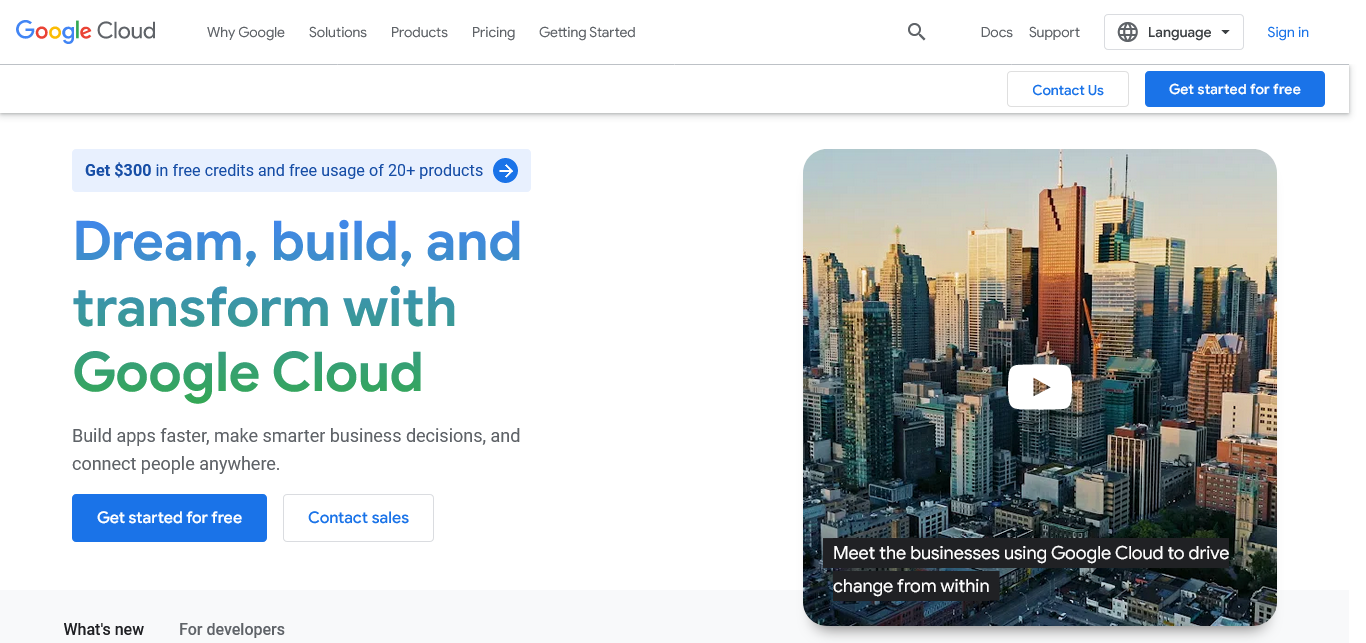 Google Cloud
Why Google
Solutions
Products
Pricing
Getting Started
Docs
Support
Language
Sign in
Contact Us
Get started for free
Get $300 in free credits and free usage of 20+ products
Dream, build, and
transform with
Google Cloud
Build apps faster, make smarter business decisions, and
connect people anywhere.
Get started for free
Contact sales
Meet the businesses using Google Cloud to drive
change from within
What's new
For developers